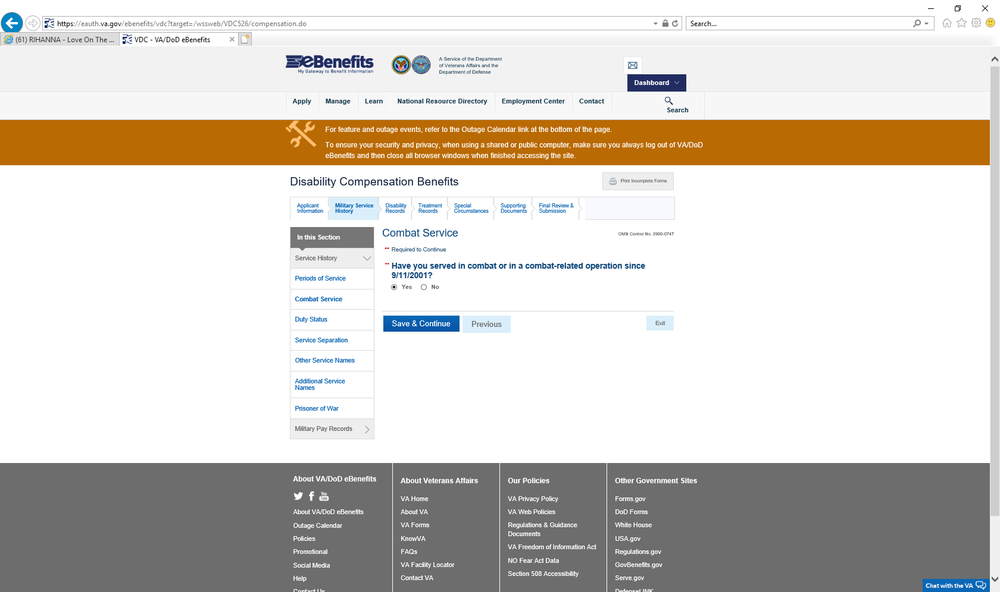 https://eauth.va.gov/ebenefits/vdc?target=/wssweb/VDC526/compensation.do
Search...
(61) RIHANNA - Love On The ...
VDC - VA/DoD eBenefits
eBenefits
My Gateway to Benefit Information
A Service of the Department
of Veterans Affairs and the
Department of Defense
Dashboard
Apply
Manage
Learn
National Resource Directory
Employment Center
Contact
Search
For feature and outage events, refer to the Outage Calendar link at the bottom of the page.
To ensure your security and privacy, when using a shared or public computer, make sure you always log out of VA/DoD
eBenefits and then close all browser windows when finished accessing the site.
Disability Compensation Benefits
Print Incomplete Forms
Applicant
Information
Military Service
History
Disability
Records
Treatment
Records
Special
Circumstances
Supporting
Documents
Final Review &
Submission
In this Section
Service History
Periods of Service
Combat Service
Duty Status
Service Separation
Other Service Names
Additional Service
Names
Prisoner of War
Military Pay Records
Combat Service
OMB Control No. 2900-0747
** Required to Continue
** Have you served in combat or in a combat-related operation since
9/11/2001?
Yes
No
Save & Continue
Previous
Exit
About VA/DoD eBenefits
You Tube
About VA/DoD eBenefits
Outage Calendar
Policies
Promotional
Social Media
Help
Contact Us
About Veterans Affairs
VA Home
About VA
VA Forms
KnowVA
FAQs
VA Facility Locator
Contact VA
Our Policies
VA Privacy Policy
VA Web Policies
Regulations & Guidance
Documents
VA Freedom of Information Act
NO Fear Act Data
Section 508 Accessibility
Other Government Sites
Forms.gov
DoD Forms
White House
USA.gov
Regulations.gov
GovBenefits.gov
Serve.gov
DefenseLINK
Chat with the VA